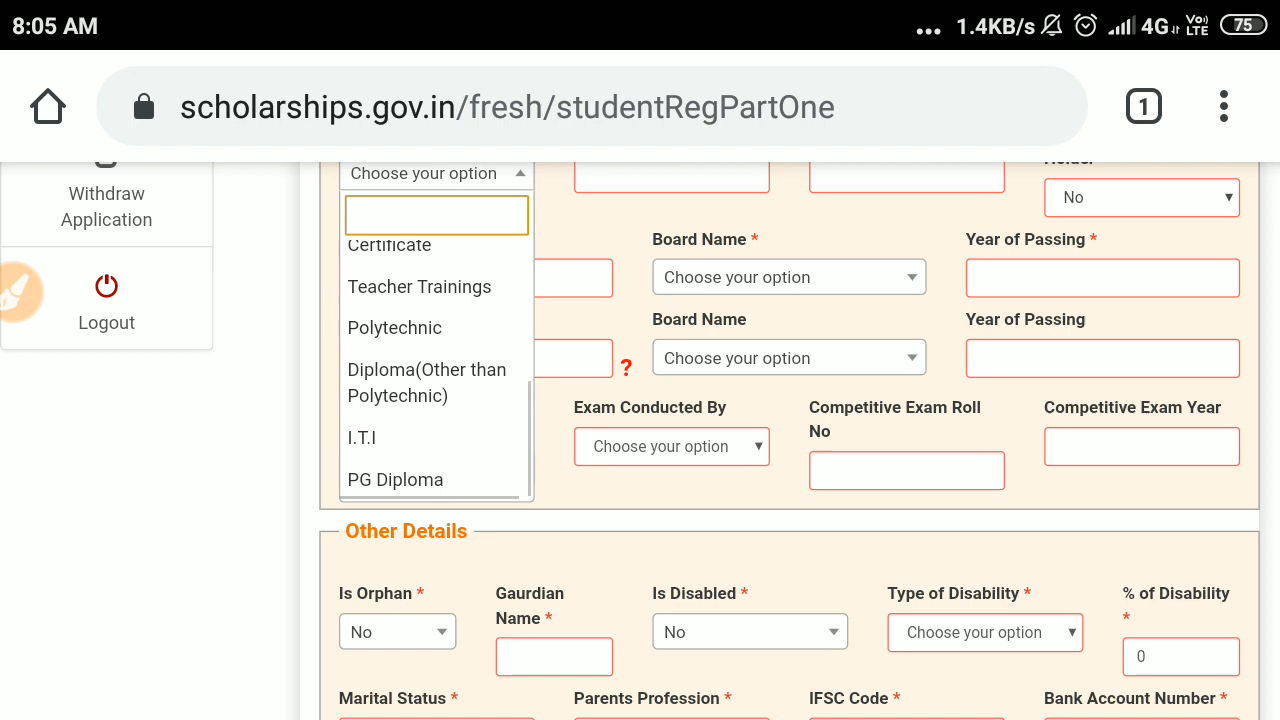 8:05 AM
... 1.4KB/s 4G VoLTE 75
scholarships.gov.in/fresh/studentRegPartOne
1
Withdraw
Application
Logout
Choose your option
Holder
No
Certificate
Teacher Trainings
Polytechnic
Diploma(Other than
Polytechnic)
I.T.I
PG Diploma
Board Name *
Year of Passing *
Choose your option
Board Name
Year of Passing
?
Choose your option
Exam Conducted By
Competitive Exam Roll
No
Competitive Exam Year
Choose your option
Other Details
Is Orphan *
Gaurdian
Name *
Is Disabled *
Type of Disability *
% of Disability
*
No
No
Choose your option
0
Marital Status *
Parents Profession *
IFSC Code *
Bank Account Number *